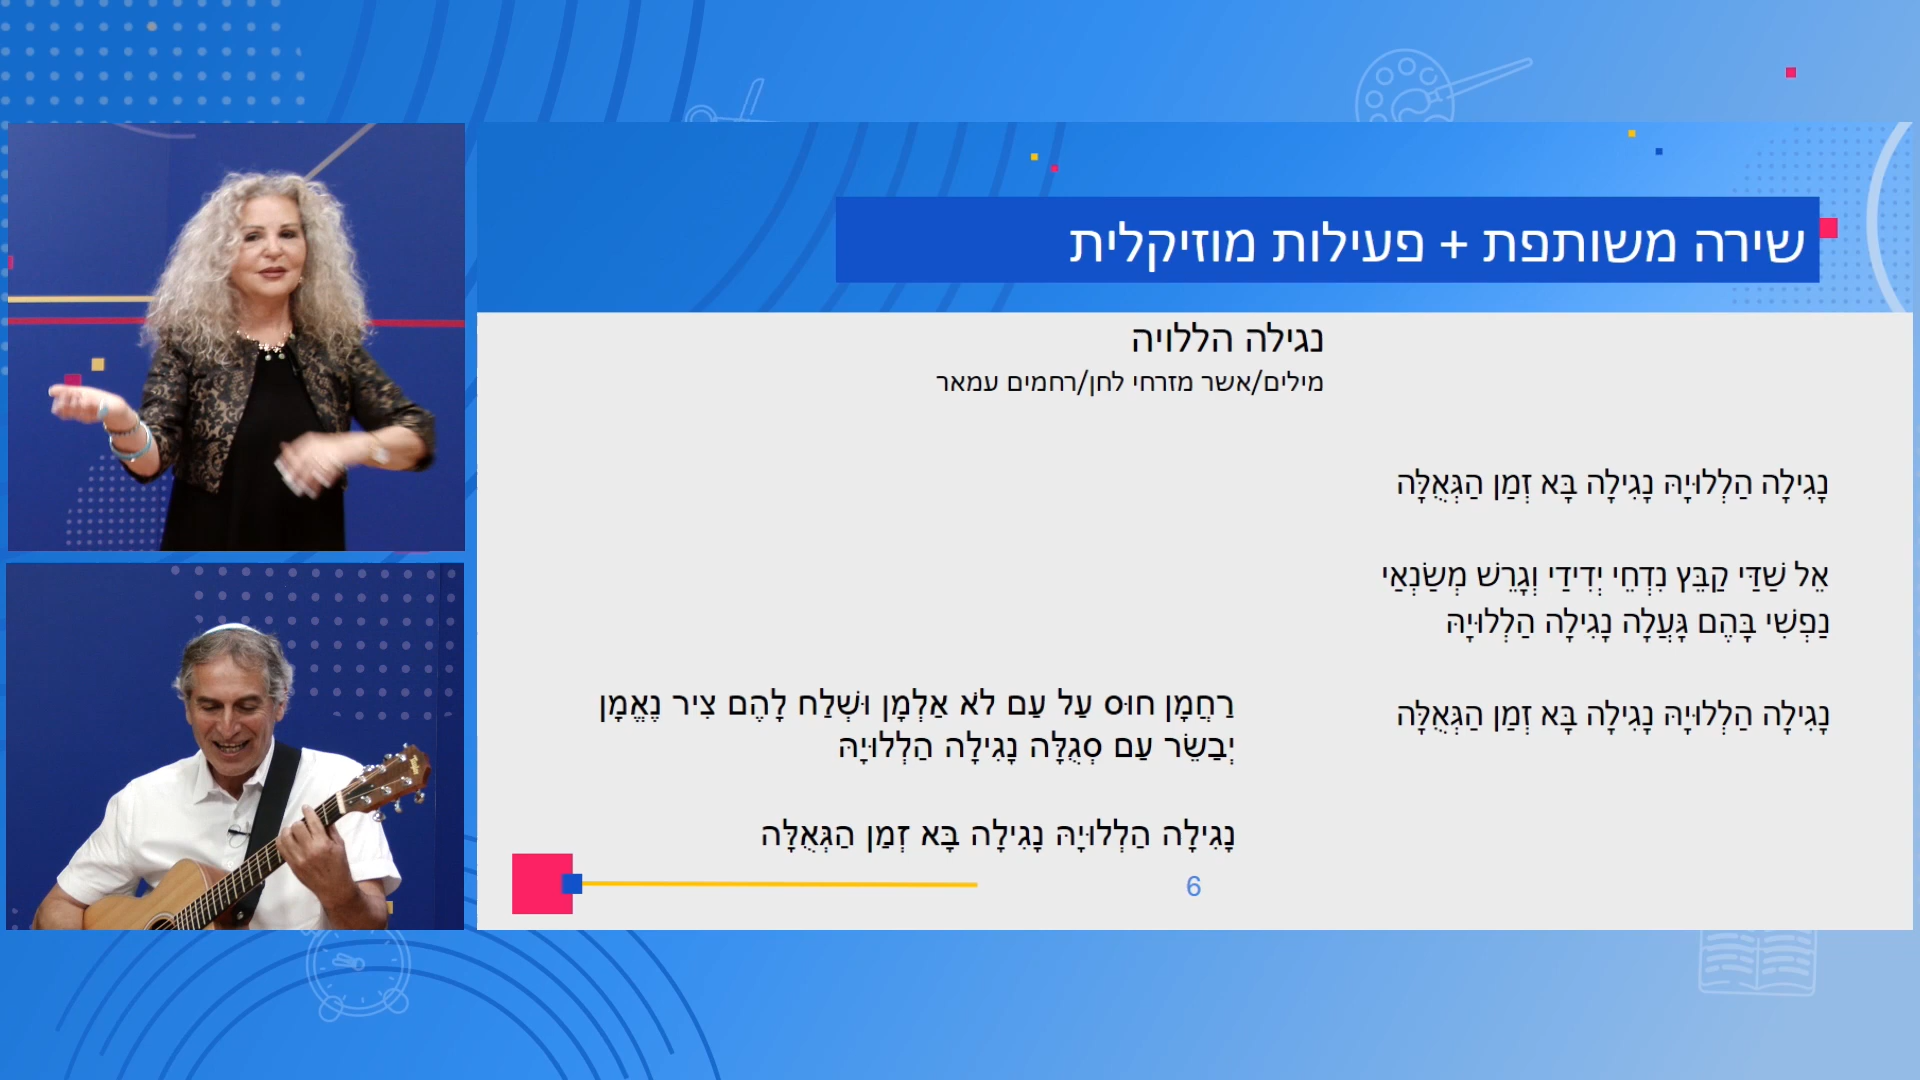 שירה משותפת + פעילות מוזיקלית
נגילה הללויה
מילים/אשר מזרחי לחן/רחמים עמאר
נָגִילָה הַלְלוּיָהּ נָגִילָה בָּא זְמַן הַגְּאֻלָּה
אֵל שַׁדַּי קַבֵּץ נִדְחֵי יְדִידַי וְגָרֵשׁ מְשַׂנְאַי
נַפְשִׁי בָּהֶם גָּעֲלָה נָגִילָה הַלְלוּיָהּ
נָגִילָה הַלְלוּיָהּ נָגִילָה בָּא זְמַן הַגְּאֻלָּה
רַחֲמָן חוּס עַל עַם לֹא אַלְמָן וּשְׁלַח לָהֶם צִיר נֶאֱמָן
יְבַשֵּׂר עַם סְגֻלָּה נָגִילָה הַלְלוּיָהּ
נָגִילָה הַלְלוּיָהּ נָגִילָה בָּא זְמַן הַגְּאֻלָּה
6